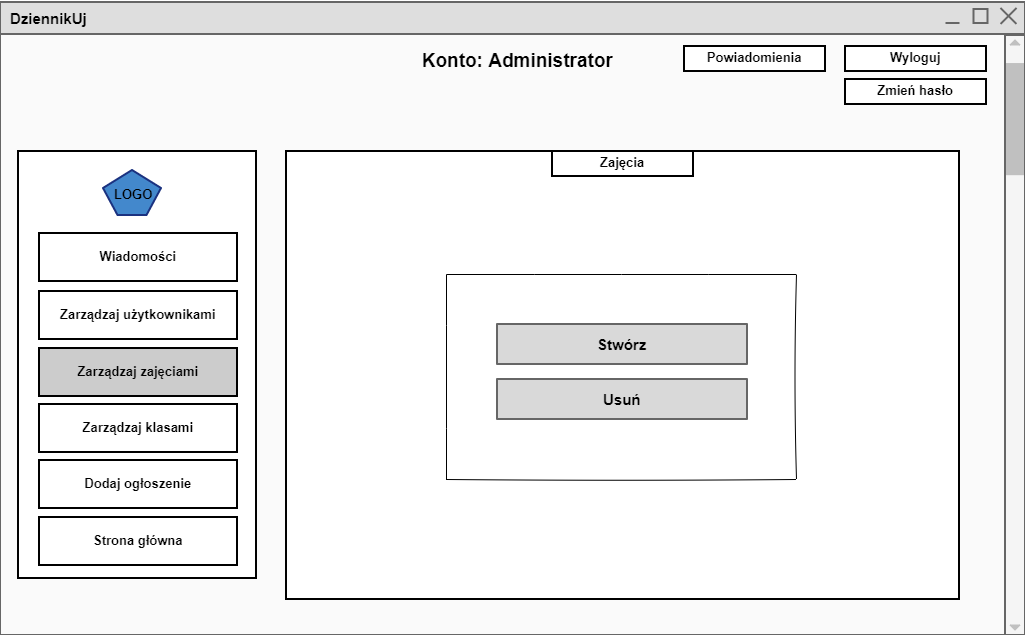 DziennikUj
Konto: Administrator
Powiadomienia
Wyloguj
Zmień hasło
LOGO
Wiadomości
Zarządzaj użytkownikami
Zarządzaj zajęciami
Zarządzaj klasami
Dodaj ogłoszenie
Strona główna
Zajęcia
Stwórz
Usuń